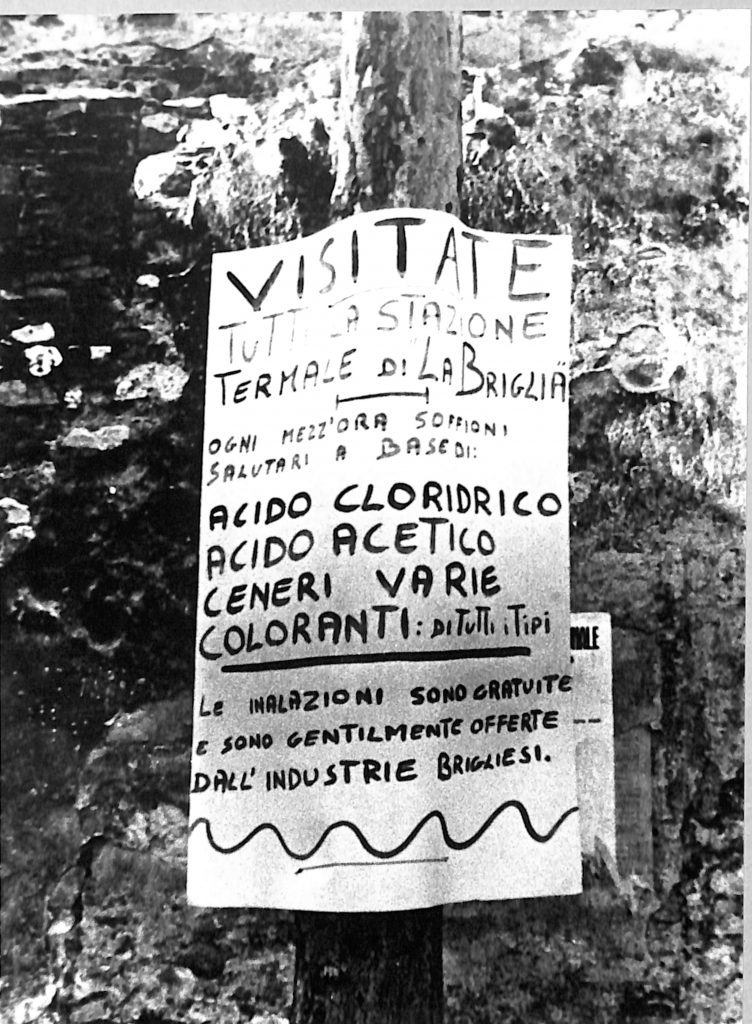 VISITATE
TUTTI LA STAZIONE
TERMALE DI "LA BRIGLIA"
OGNI MEZZ'ORA SOFFIONI
SALUTARI A BASE DI:
ACIDO CLORIDRICO
ACIDO ACETICO
CENERI VARIE
COLORANTI: DI TUTTI i TiPi
Le INALAZIONI SONO GRATUITE
E SONO GENTILMENTE OFFERTE
DALL'INDUSTRIE BRIGLIESI.